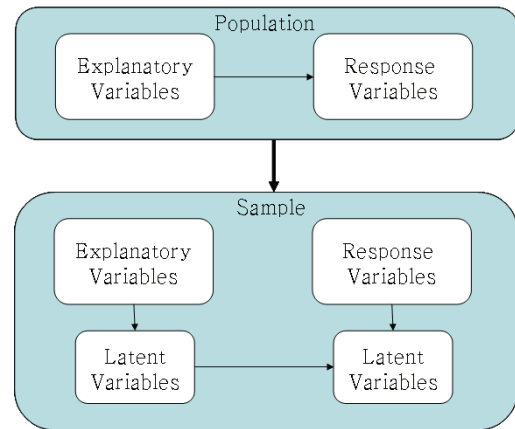 Population
Explanatory
Variables
Response
Variables
Sample
Explanatory
Variables
Response
Variables
Latent
Variables
Latent
Variables